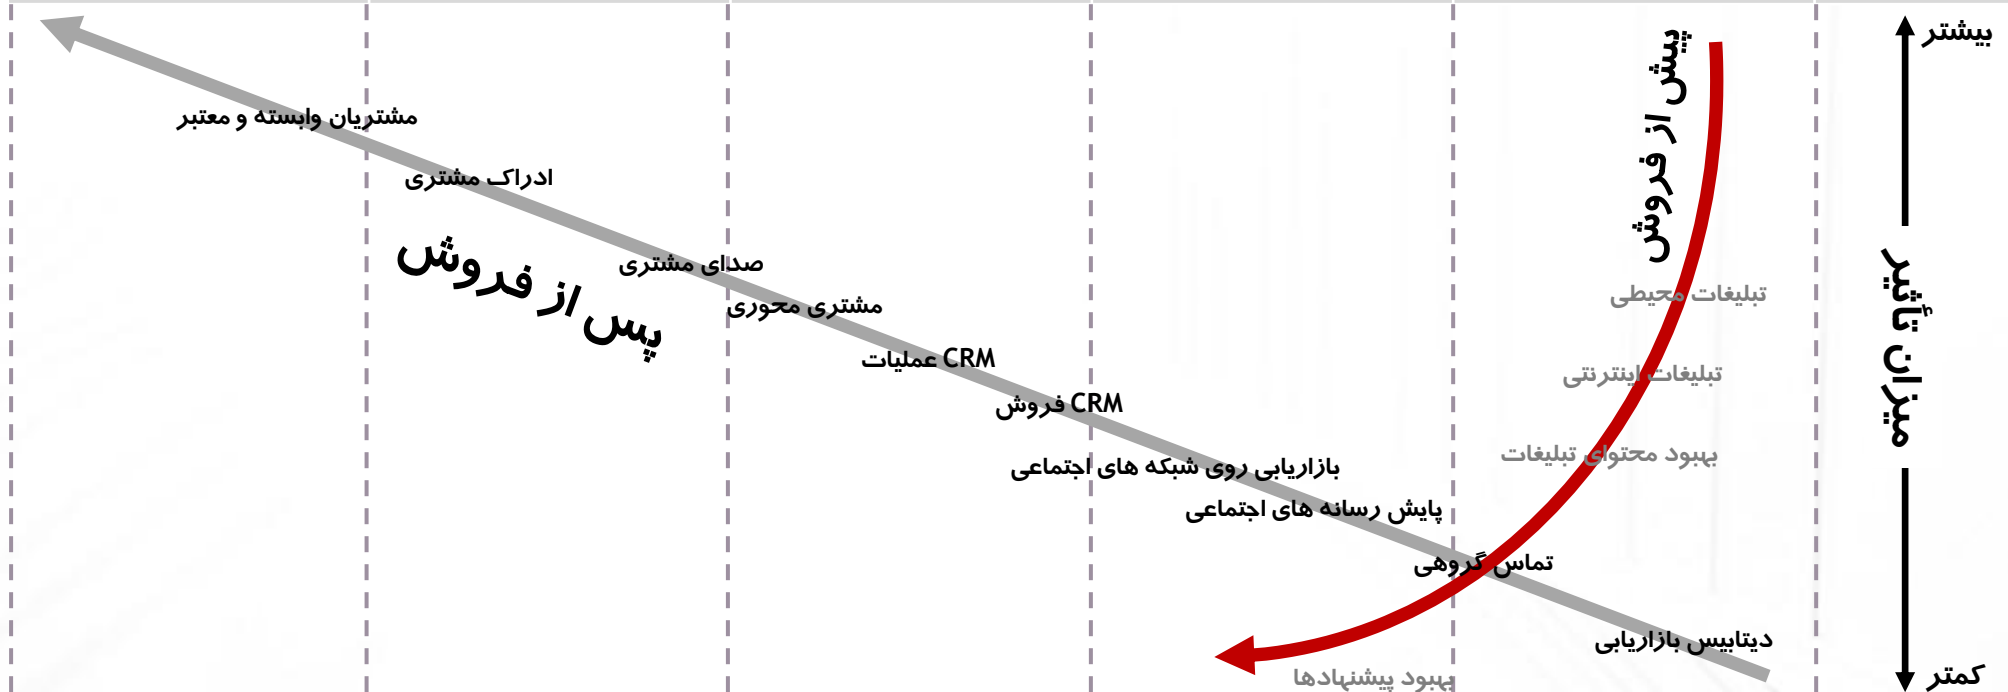 بیشتر
میزان تأثیر
کمتر
پیش از فروش
تبلیغات محیطی
تبلیغات اینترنتی
بهبود محتوای تبلیغات
بهبود پیشنهادها
پس از فروش
مشتریان وابسته و معتبر
ادراک مشتری
صدای مشتری
مشتری محوری
CRM عملیات
CRM فروش
بازاریابی روی شبکه های اجتماعی
پایش رسانه های اجتماعی
تماس گروهی
دیتابیس بازاریابی